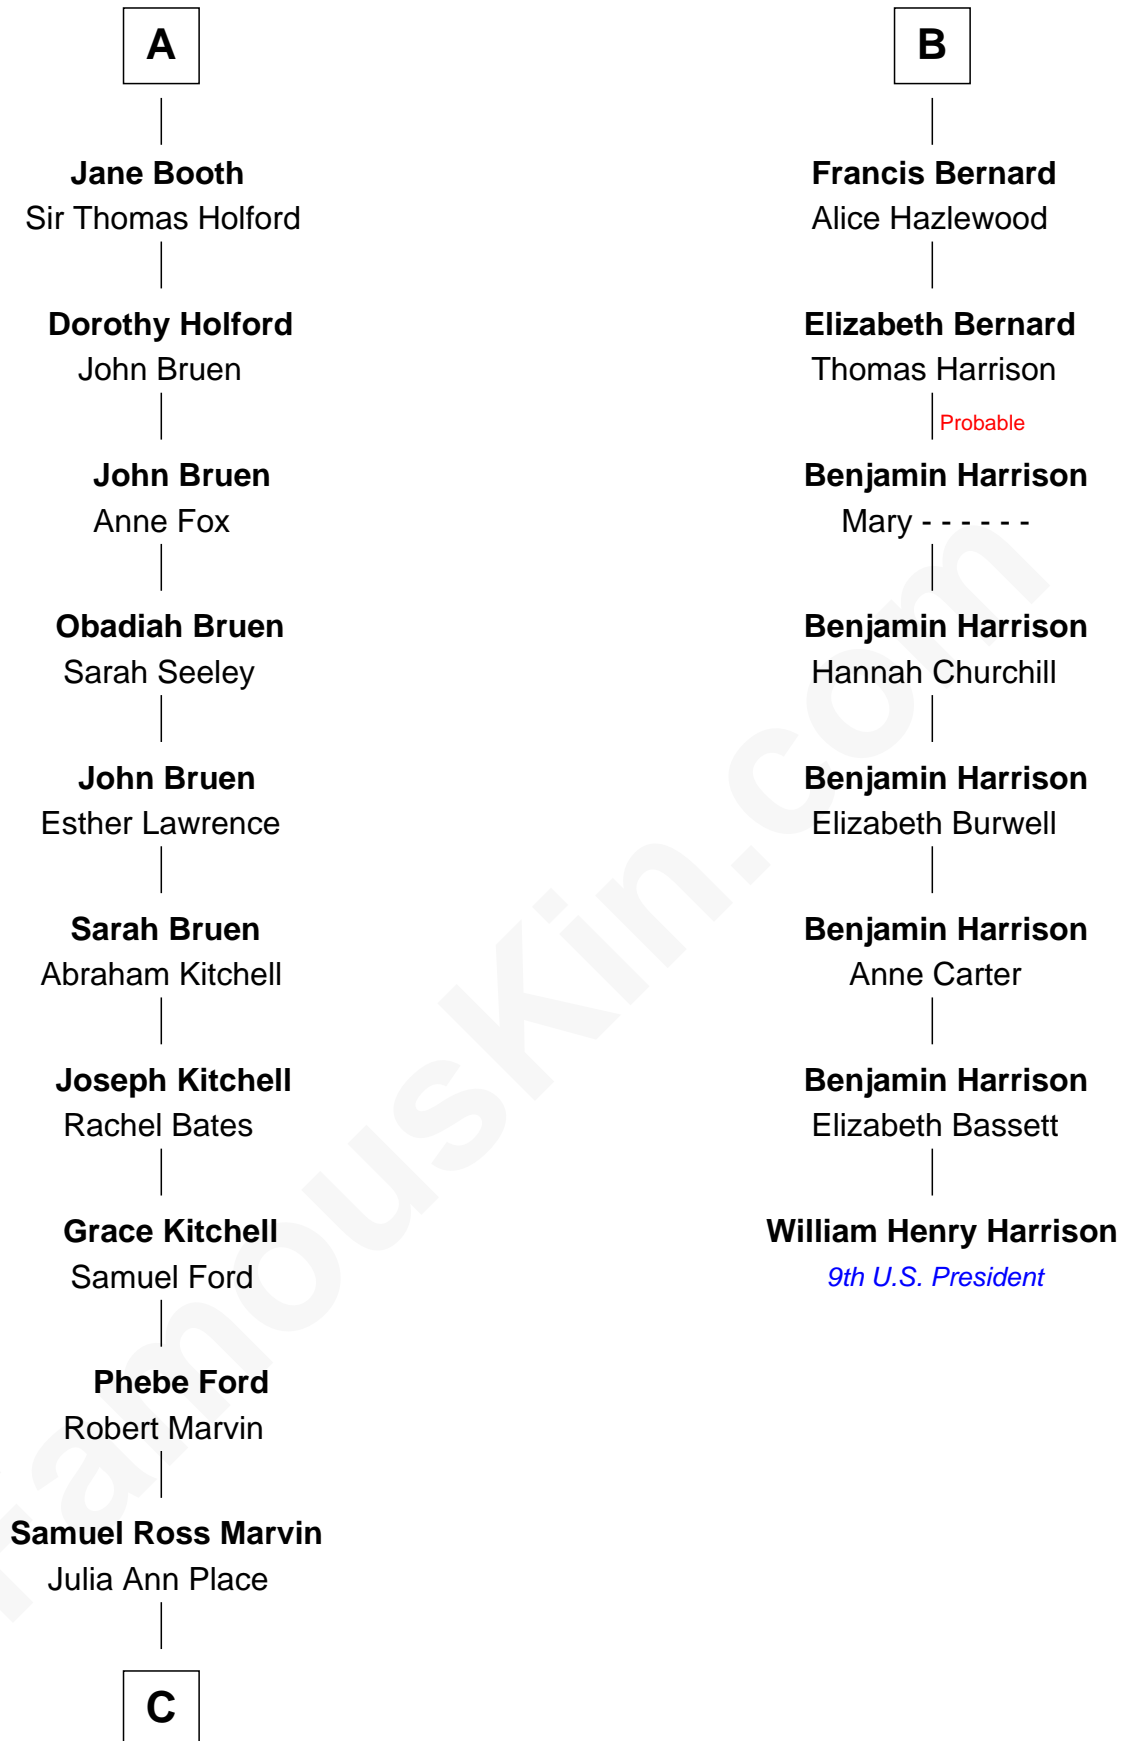 A
Jane Booth
Sir Thomas Holford
Dorothy Holford
John Bruen
John Bruen
Anne Fox
Obadiah Bruen
Sarah Seeley
John Bruen
Esther Lawrence
Sarah Bruen
Abraham Kitchell
Joseph Kitchell
Rachel Bates
Grace Kitchell
Samuel Ford
Phebe Ford
Robert Marvin
Samuel Ross Marvin
Julia Ann Place
C
B
Francis Bernard
Alice Hazlewood
Elizabeth Bernard
Thomas Harrison
Probable
Benjamin Harrison
Mary - - - - - -
Benjamin Harrison
Hannah Churchill
Benjamin Harrison
Elizabeth Burwell
Benjamin Harrison
Anne Carter
Benjamin Harrison
Elizabeth Bassett
William Henry Harrison
9th U.S. President
FamousKin.com